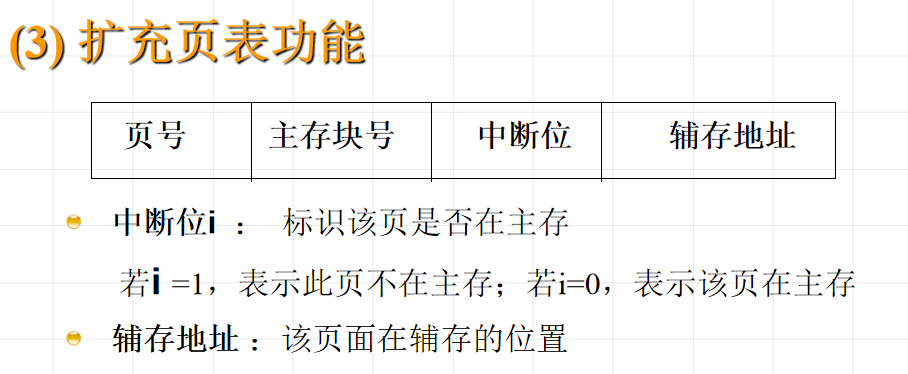 (3) 扩充页表功能
页号 主存块号 中断位 辅存地址
中断位i ： 标识该页是否在主存
若i =1，表示此页不在主存；若i=0，表示该页在主存
辅存地址 ：该页面在辅存的位置